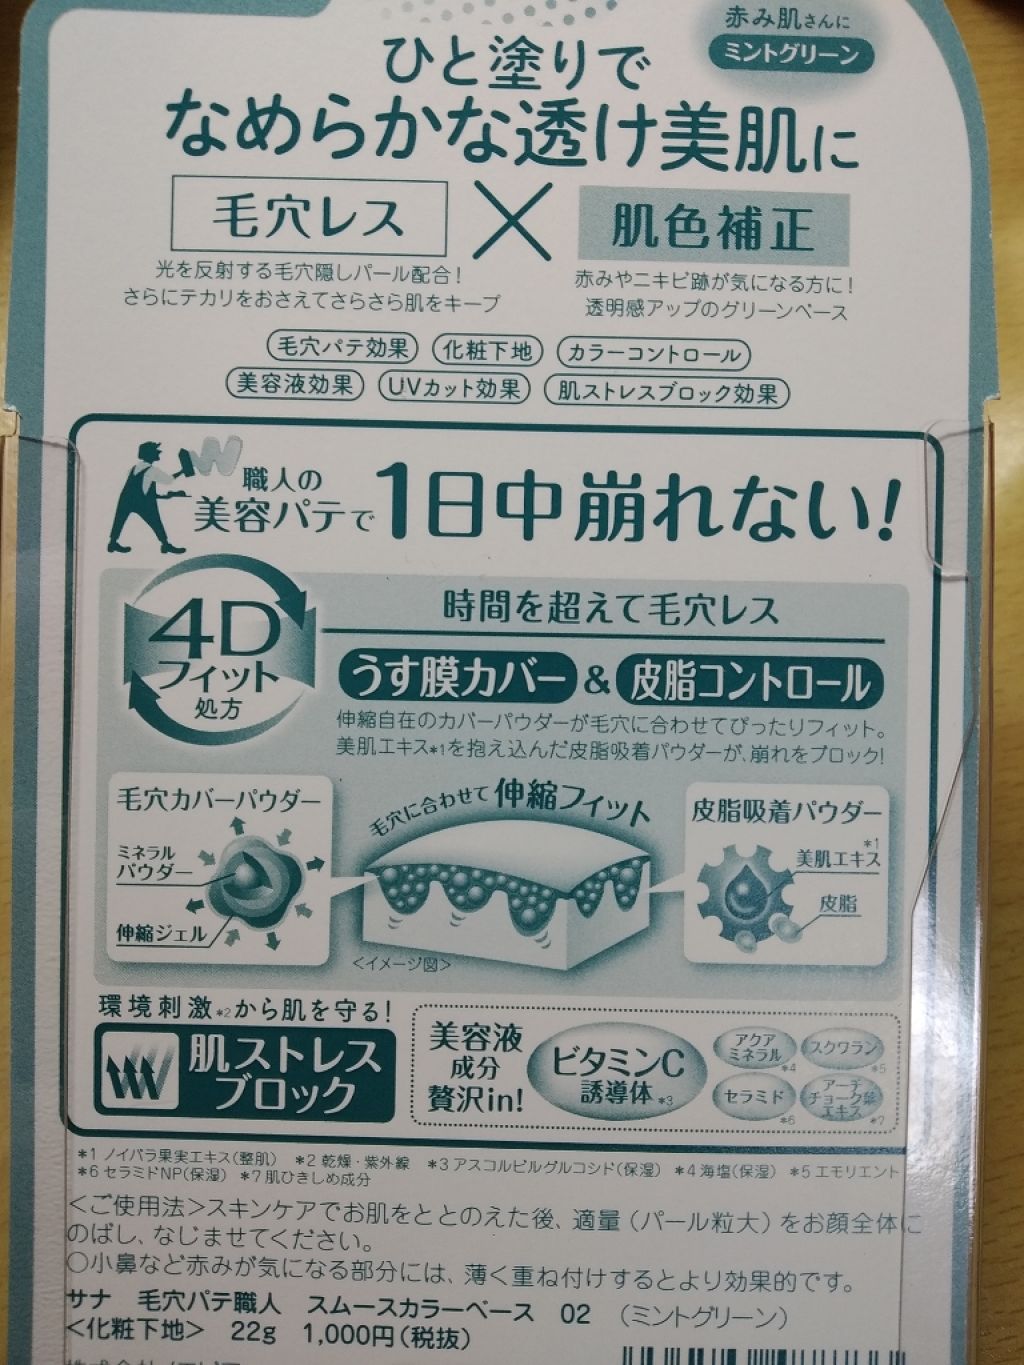 赤み肌さんに
ミントグリーン
ひと塗りで
なめらかな透け美肌に
毛穴レス × 肌色補正
光を反射する毛穴隠しパール配合!
さらにテカリをおさえてさらさら肌をキープ
赤みやニキビ跡が気になる方に!
透明感アップのグリーンベース
毛穴パテ効果 化粧下地 カラーコントロール
美容液効果 UVカット効果 肌ストレスブロック効果
職人の
美容パテで1日中崩れない!
4D
フィット
処方
時間を超えて毛穴レス
うす膜カバー & 皮脂コントロール
伸縮自在のカバーパウダーが毛穴に合わせてぴったりフィット。
美肌エキス*1を抱え込んだ皮脂吸着パウダーが、崩れをブロック!
毛穴カバーパウダー
ミネラル
パウダー
伸縮ジェル
毛穴に合わせて伸縮フィット
<イメージ図>
皮脂吸着パウダー
*1
美肌エキス
皮脂
環境刺激*2から肌を守る!
肌ストレス
ブロック
美容液
成分
贅沢in!
ビタミンC
誘導体*3
アクア
ミネラル*4
スクワラン*5
セラミド*6
アーチ
チョーク葉
エキス*7
*1 ノイバラ果実エキス(整肌) *2 乾燥・紫外線 *3 アスコルビルグルコシド(保湿) *4 海塩(保湿) *5 エモリエント
*6 セラミドNP(保湿) *7 肌ひきしめ成分
<ご使用法>スキンケアでお肌をととのえた後、適量(パール粒大)をお顔全体に
のばし、なじませてください。
○小鼻など赤みが気になる部分には、薄く重ね付けするとより効果的です。
サナ 毛穴パテ職人 スムースカラーベース 02 (ミントグリーン)
<化粧下地> 22g 1,000円(税抜)